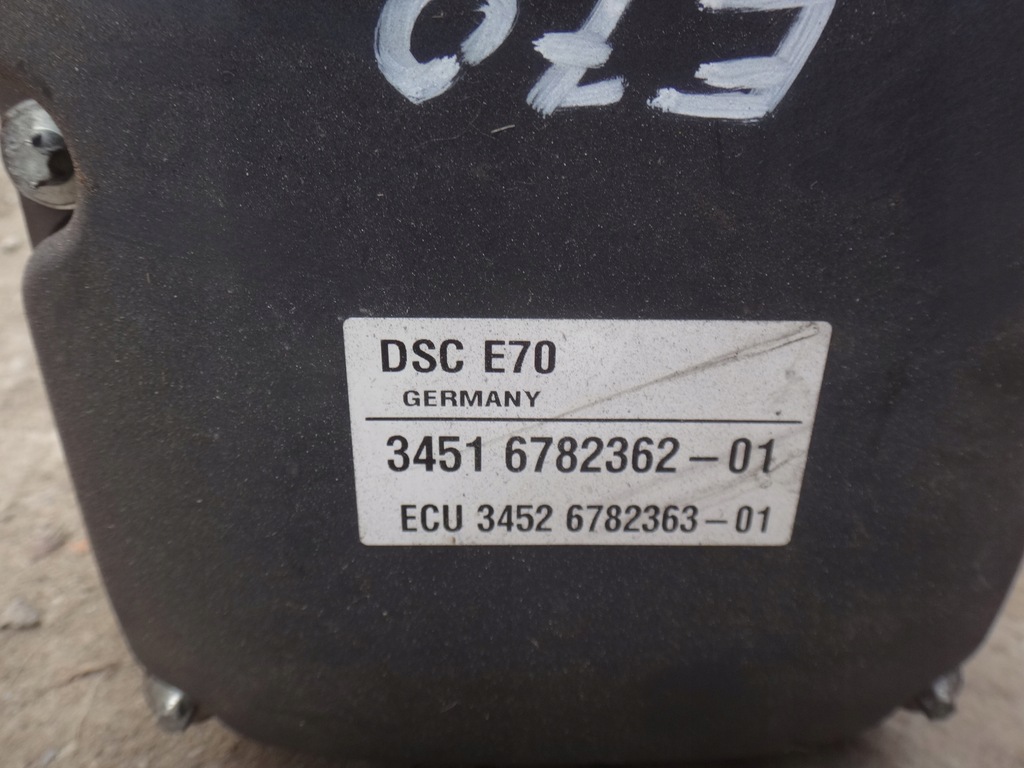 E70
DSC E70
GERMANY
3451 6782362-01
ECU 3452 6782363-01